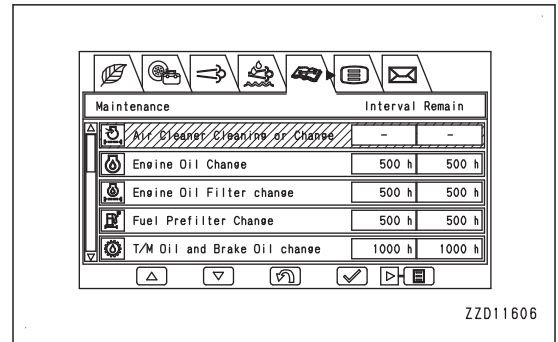 Maintenance Interval Remain
Air Cleaner Cleaning or Change - -
Engine Oil Change 500 h 500 h
Engine Oil Filter change 500 h 500 h
Fuel Prefilter Change 500 h 500 h
T/M Oil and Brake Oil change 1000 h 1000 h
ZZD11606